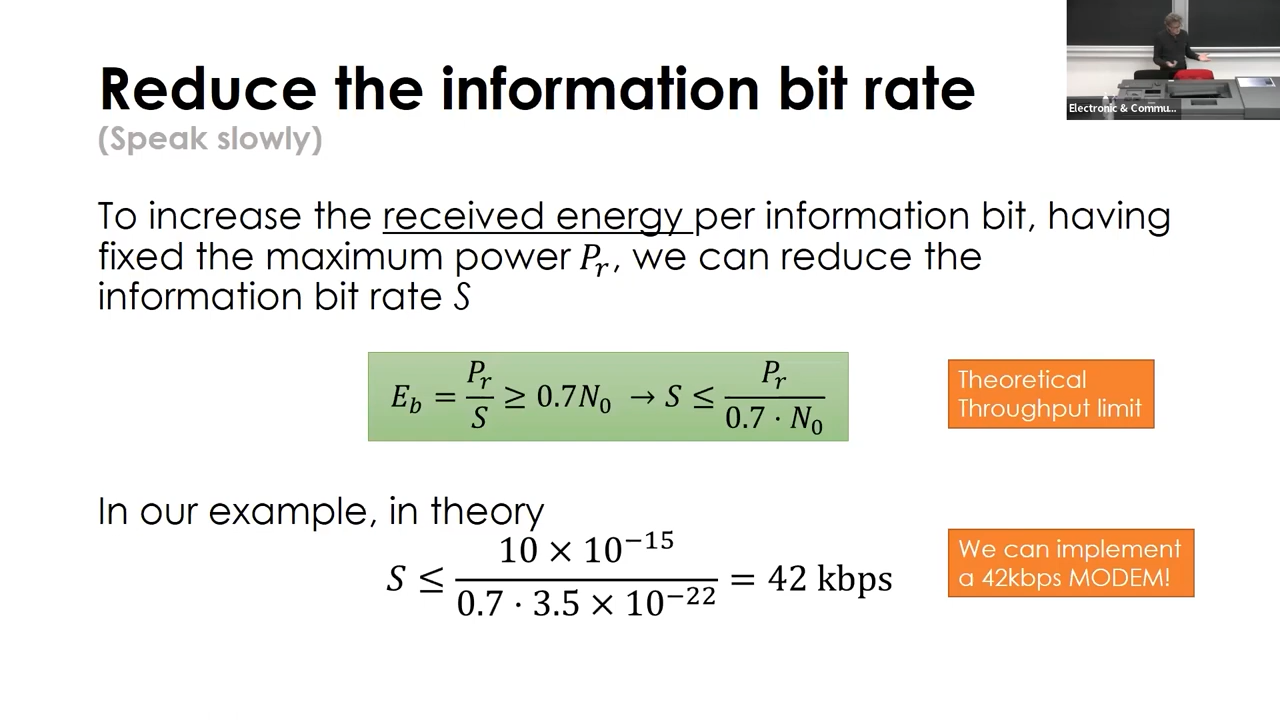 Reduce the information bit rate
(Speak slowly)
Electronic & Commu...
To increase the received energy per information bit, having
fixed the maximum power P_r, we can reduce the
information bit rate S
E_b = P_r/S ≥ 0.7N_0 → S ≤ P_r/(0.7 · N_0)
Theoretical
Throughput limit
In our example, in theory
S ≤ (10 × 10^−15)/(0.7 · 3.5 × 10^−22) = 42 kbps
We can implement
a 42kbps MODEM!